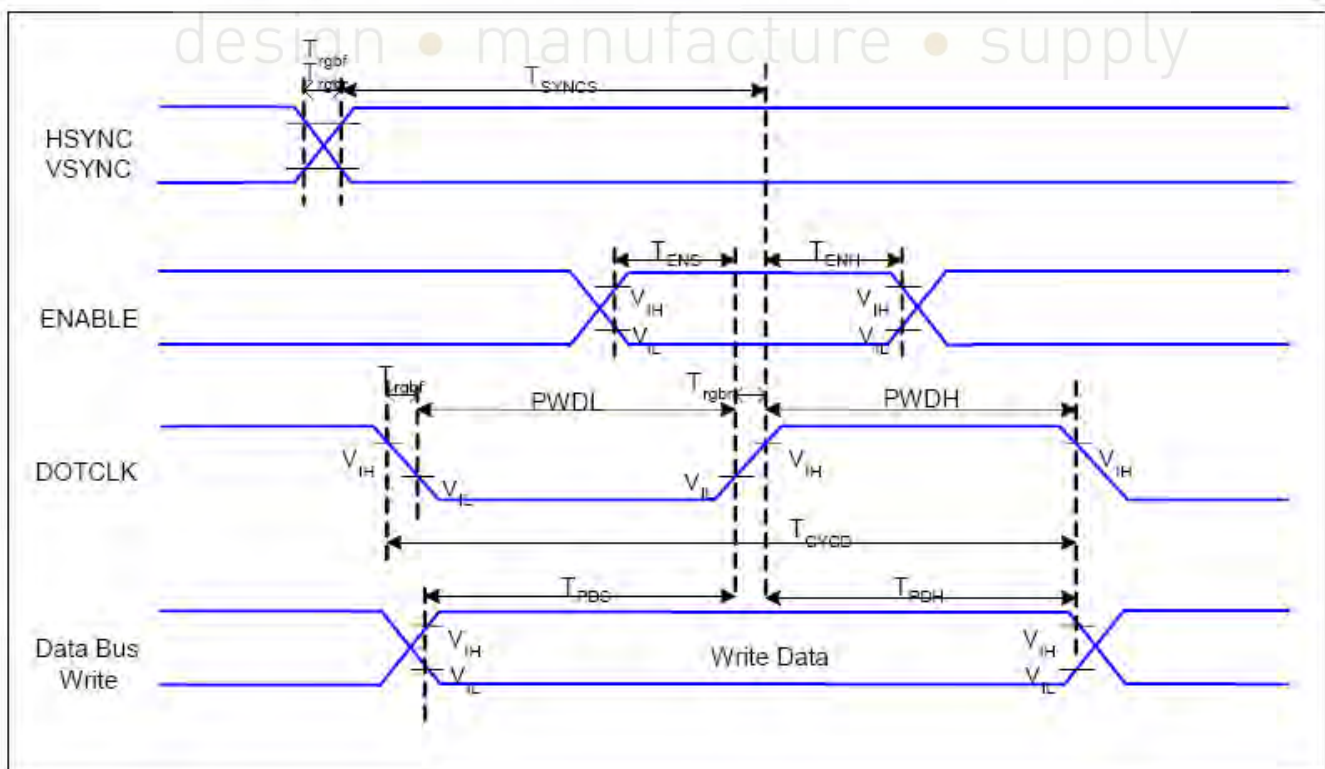 design • manufacture • supply
Trgbf
Trgbr
TSYNCS
HSYNC
VSYNC
TENS
TENH
VIH
VIH
ENABLE
VIL
VIL
Trgbf
PWDL
Trgbr
PWDH
DOTCLK
VIH
VIL
VIL
VIH
VIH
TCYCD
TPDS
TPDH
Data Bus
Write
VIH
Write Data
VIH
VIL
VIL